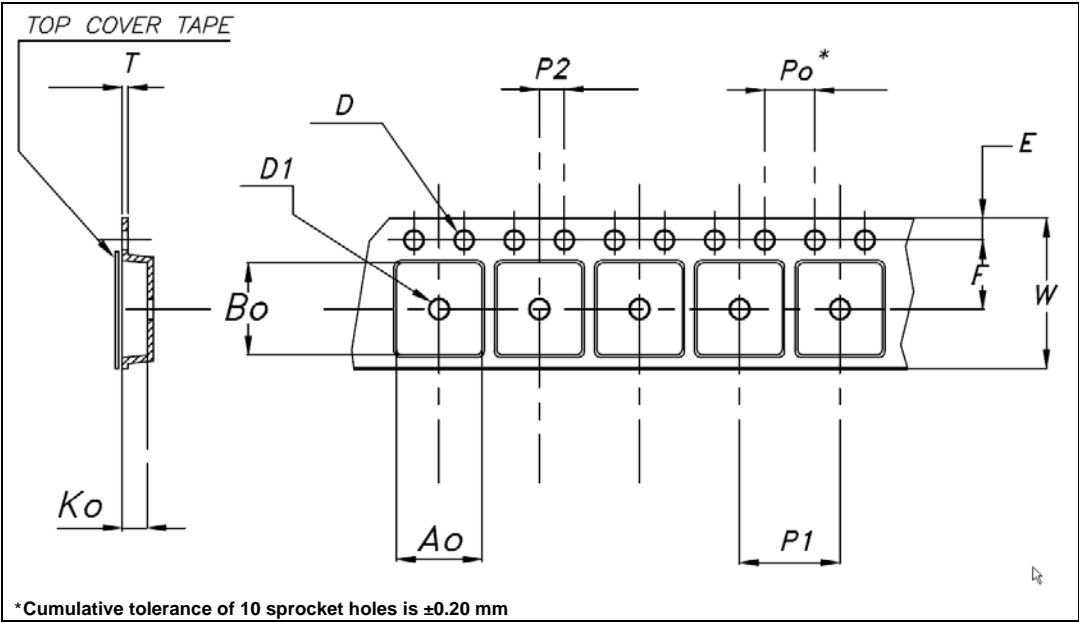 TOP COVER TAPE
T
P2
Po*
D
E
D1
F
Bo
W
Ko
Ao
P1
*Cumulative tolerance of 10 sprocket holes is ±0.20 mm